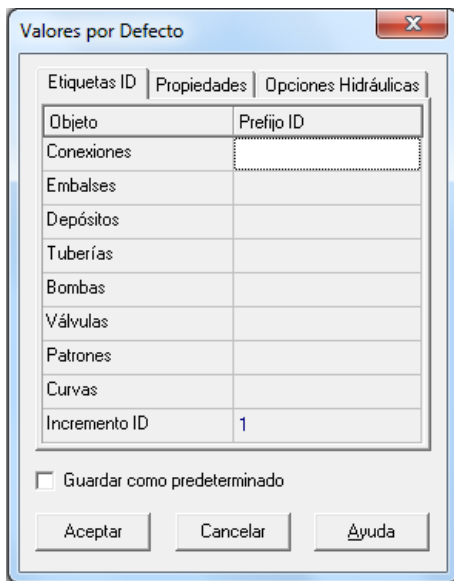 Valores por Defecto
Etiquetas ID Propiedades Opciones Hidráulicas
Objeto Prefijo ID
Conexiones
Embalses
Depósitos
Tuberías
Bombas
Válvulas
Patrones
Curvas
Incremento ID 1
Guardar como predeterminado
Aceptar Cancelar Ayuda